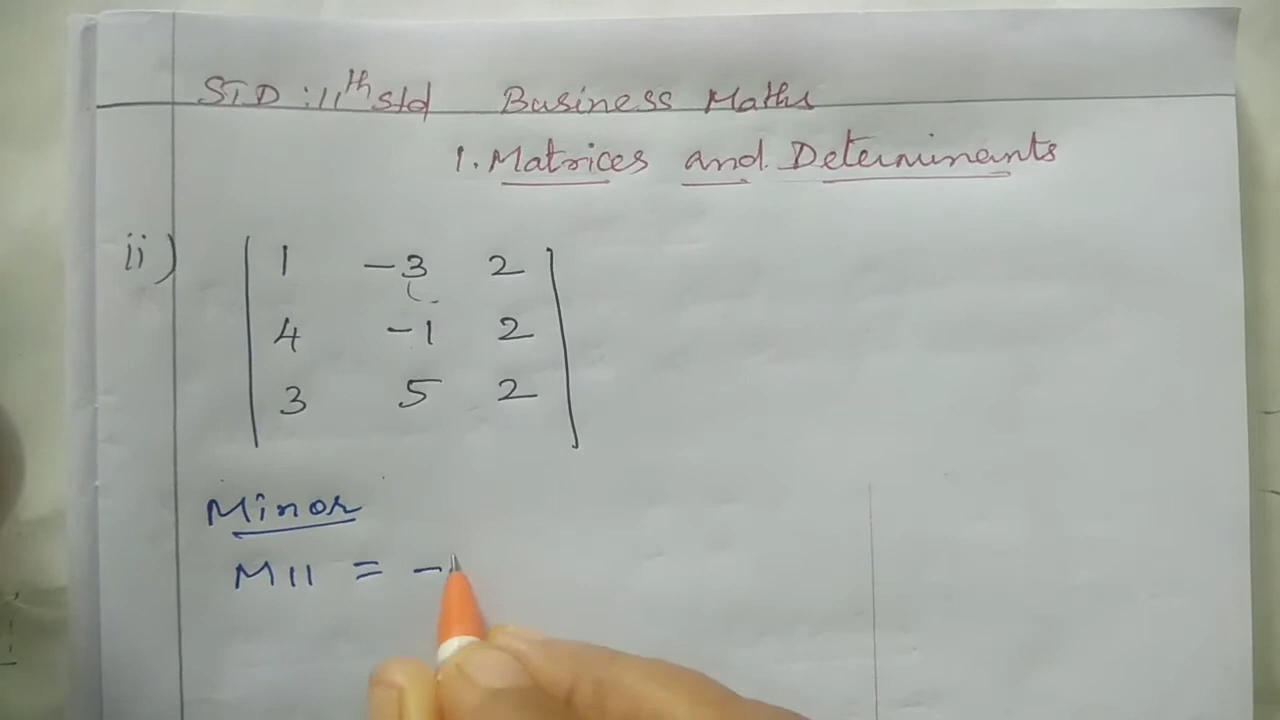 STD : 11th Std Business Maths
1. Matrices and Determinants
ii) | 1 -3 2 |
| 4 -1 2 |
| 3 5 2 |
Minor
M11 = -